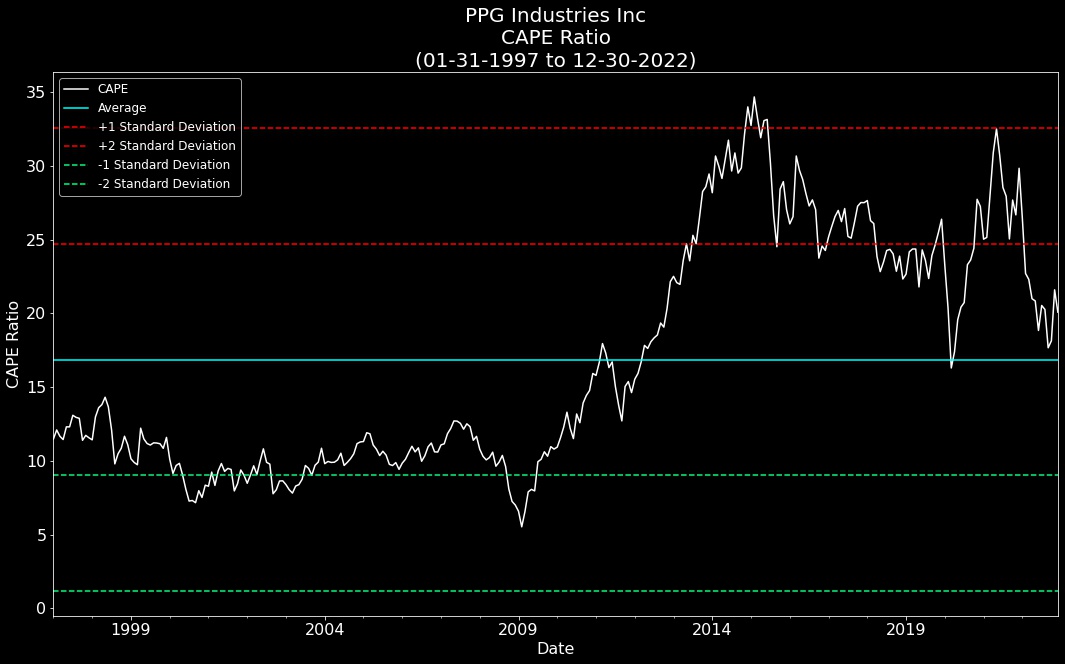 PPG Industries Inc
CAPE Ratio
(01-31-1997 to 12-30-2022)
CAPE
Average
+1 Standard Deviation
+2 Standard Deviation
-1 Standard Deviation
-2 Standard Deviation
35
30
25
20
15
10
5
0
CAPE Ratio
1999 2004 2009 2014 2019
Date